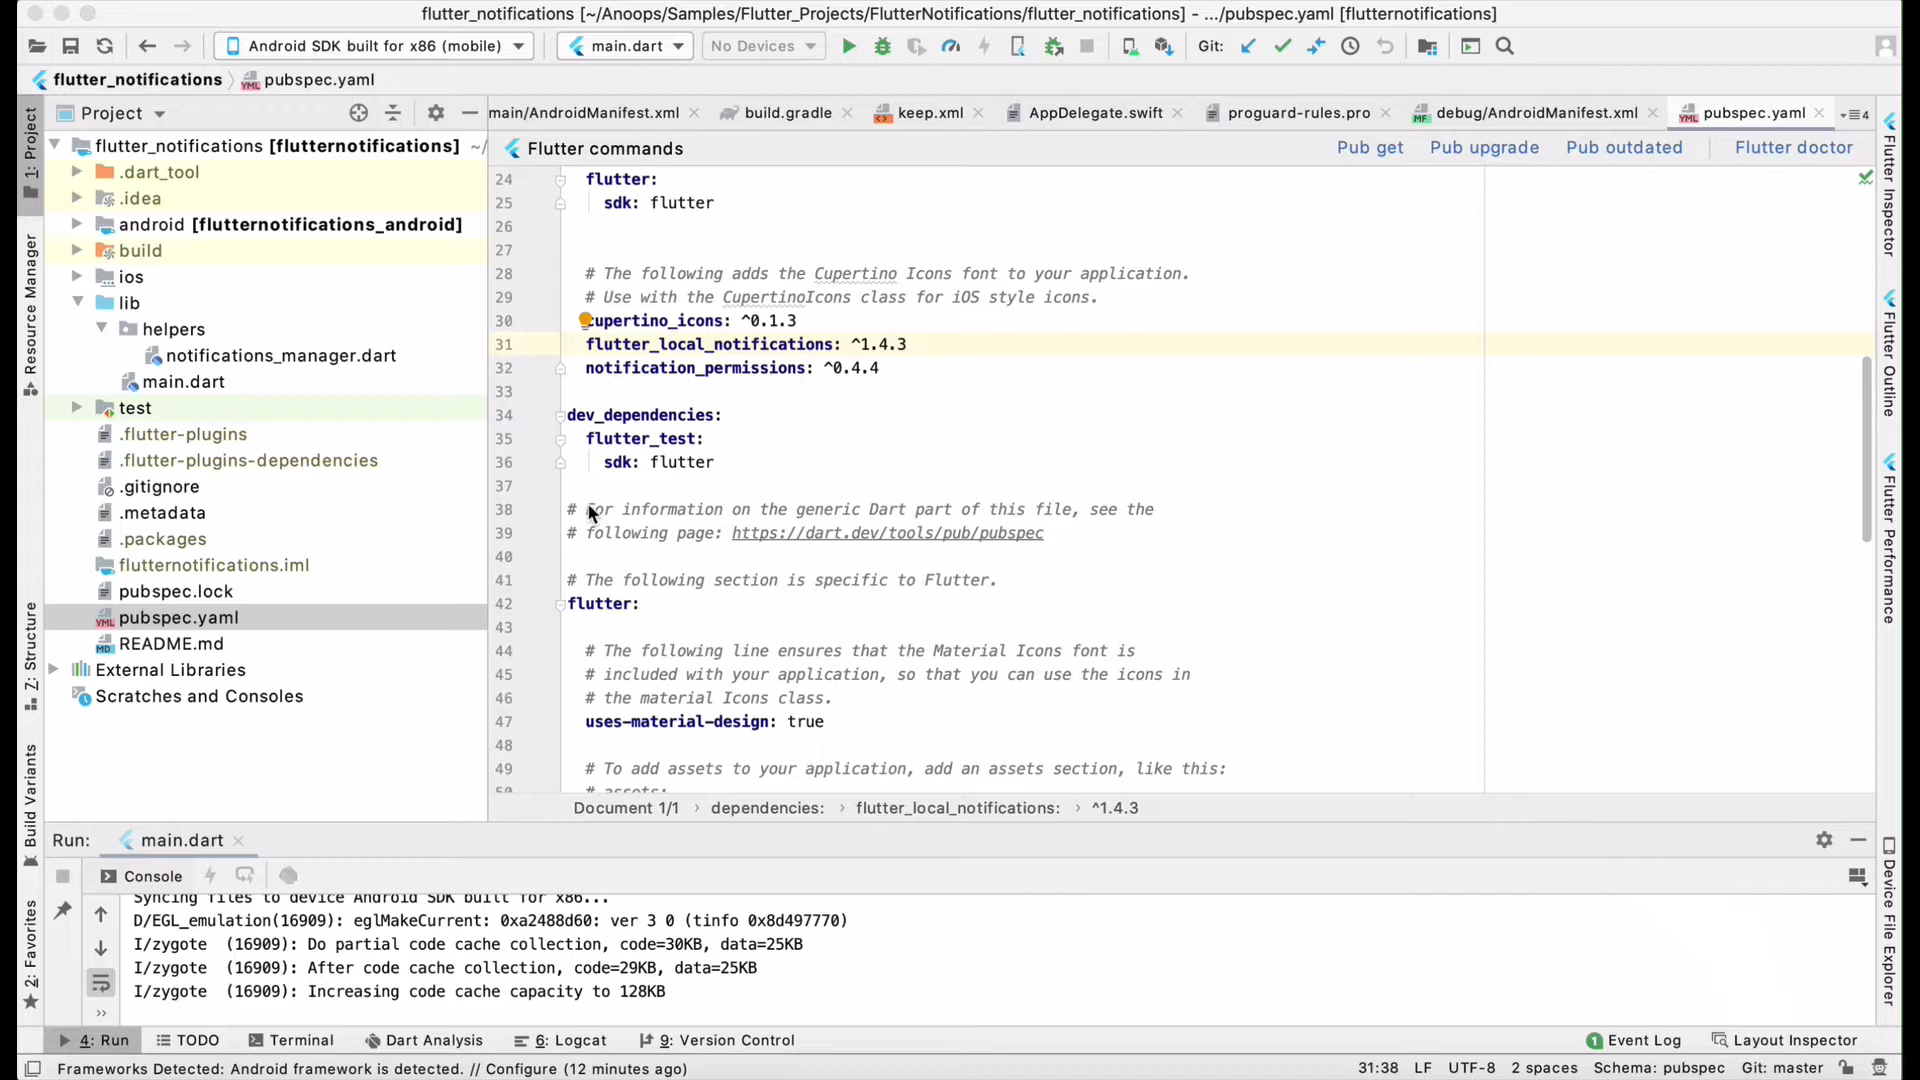 flutter_notifications [~/Anoops/Samples/Flutter_Projects/FlutterNotifications/flutter_notifications] - .../pubspec.yaml [flutternotifications]
Android SDK built for x86 (mobile)
main.dart
No Devices
Git:
flutter_notifications
pubspec.yaml
Project
main/AndroidManifest.xml
build.gradle
keep.xml
AppDelegate.swift
proguard-rules.pro
debug/AndroidManifest.xml
pubspec.yaml
4
1: Project
Resource Manager
Z: Structure
Build Variants
2: Favorites
flutter_notifications [flutternotifications] ~/
.dart_tool
.idea
android [flutternotifications_android]
build
ios
lib
helpers
notifications_manager.dart
main.dart
test
.flutter-plugins
.flutter-plugins-dependencies
.gitignore
.metadata
.packages
flutternotifications.iml
pubspec.lock
pubspec.yaml
README.md
External Libraries
Scratches and Consoles
Flutter commands
Pub get
Pub upgrade
Pub outdated
Flutter doctor
24 flutter:
25 sdk: flutter
26
27
28 # The following adds the Cupertino Icons font to your application.
29 # Use with the CupertinoIcons class for iOS style icons.
30 cupertino_icons: ^0.1.3
31 flutter_local_notifications: ^1.4.3
32 notification_permissions: ^0.4.4
33
34 dev_dependencies:
35 flutter_test:
36 sdk: flutter
37
38 # For information on the generic Dart part of this file, see the
39 # following page: https://dart.dev/tools/pub/pubspec
40
41 # The following section is specific to Flutter.
42 flutter:
43
44 # The following line ensures that the Material Icons font is
45 # included with your application, so that you can use the icons in
46 # the material Icons class.
47 uses-material-design: true
48
49 # To add assets to your application, add an assets section, like this:
50 # assets:
Document 1/1 › dependencies: › flutter_local_notifications: › ^1.4.3
Flutter Inspector
Flutter Outline
Flutter Performance
Device File Explorer
Run:
main.dart
Console
Syncing files to device Android SDK built for x86...
D/EGL_emulation(16909): eglMakeCurrent: 0xa2488d60: ver 3 0 (tinfo 0x8d497770)
I/zygote  (16909): Do partial code cache collection, code=30KB, data=25KB
I/zygote  (16909): After code cache collection, code=29KB, data=25KB
I/zygote  (16909): Increasing code cache capacity to 128KB
4: Run
TODO
Terminal
Dart Analysis
6: Logcat
9: Version Control
1 Event Log
Layout Inspector
Frameworks Detected: Android framework is detected. // Configure (12 minutes ago)
31:38
LF
UTF-8
2 spaces
Schema: pubspec
Git: master